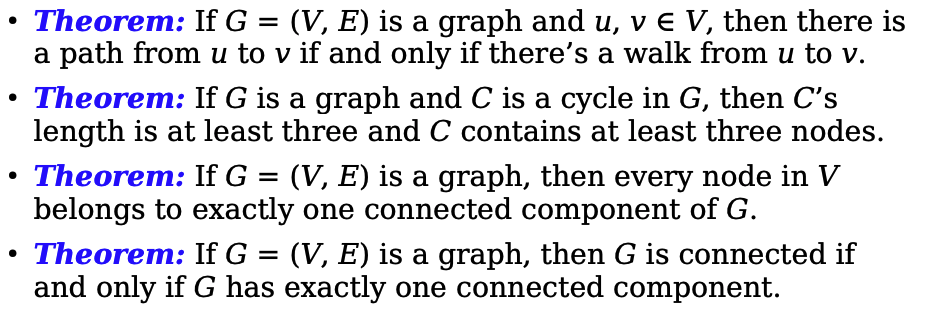 • Theorem: If G = (V, E) is a graph and u, v ∈ V, then there is
a path from u to v if and only if there’s a walk from u to v.
• Theorem: If G is a graph and C is a cycle in G, then C’s
length is at least three and C contains at least three nodes.
• Theorem: If G = (V, E) is a graph, then every node in V
belongs to exactly one connected component of G.
• Theorem: If G = (V, E) is a graph, then G is connected if
and only if G has exactly one connected component.